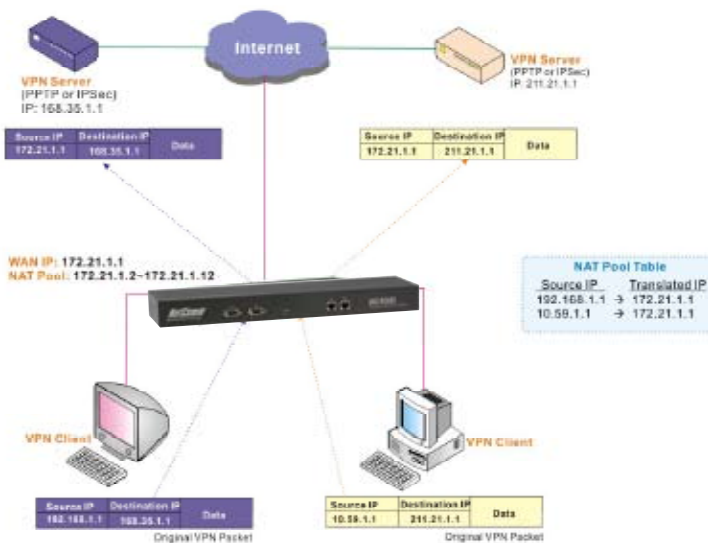 Internet
VPN Server
(PPTP or IPSec)
IP: 168.35.1.1
VPN Server
(PPTP or IPSec)
IP: 211.21.1.1
Source IP Destination IP Data
172.21.1.1 168.35.1.1
Source IP Destination IP Data
172.21.1.1 211.21.1.1
WAN IP: 172.21.1.1
NAT Pool: 172.21.1.2~172.21.1.12
NAT Pool Table
Source IP Translated IP
192.168.1.1 → 172.21.1.1
10.59.1.1 → 172.21.1.1
VPN Client
VPN Client
Source IP Destination IP Data
192.168.1.1 168.35.1.1
Original VPN Packet
Source IP Destination IP Data
10.59.1.1 211.21.1.1
Original VPN Packet